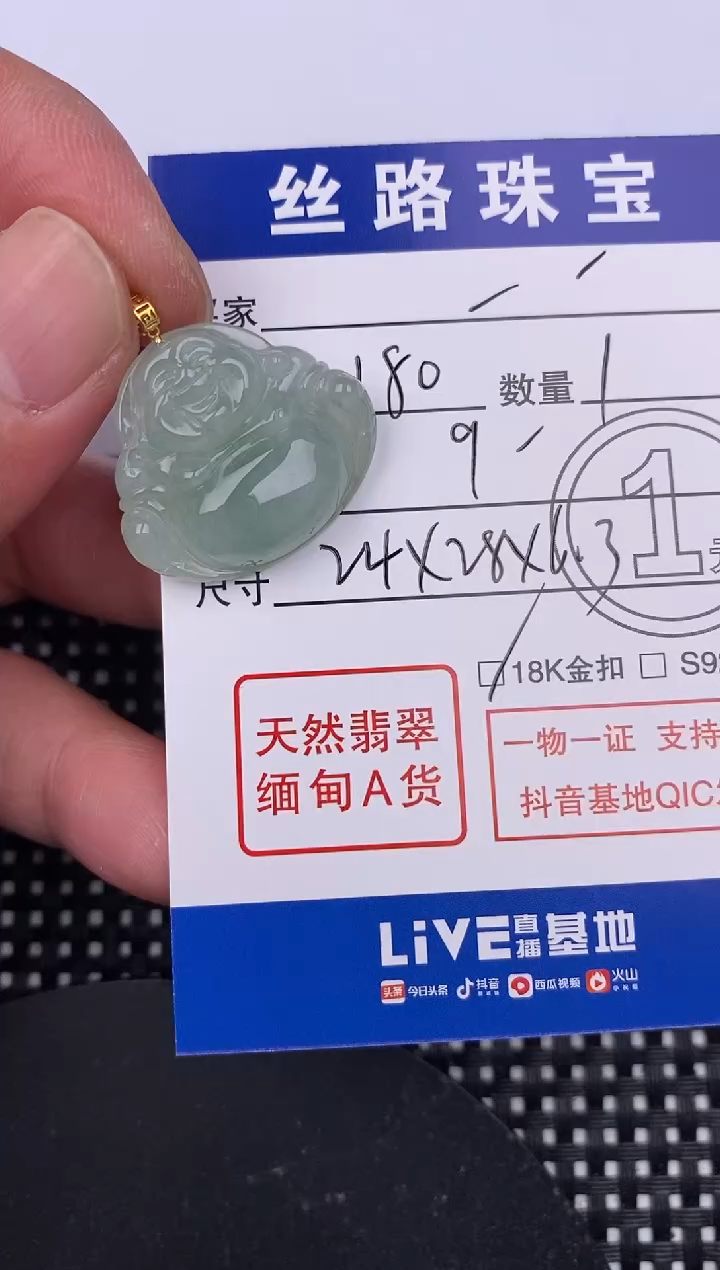 丝路珠宝
家
180 数量 1
9
1
尺寸 24X28X6.3
18K金扣 S9
天然翡翠
缅甸A货
一物一证 支持
抖音基地QIC
LiVE直播基地
头条 今日头条 抖音 西瓜视频 火山